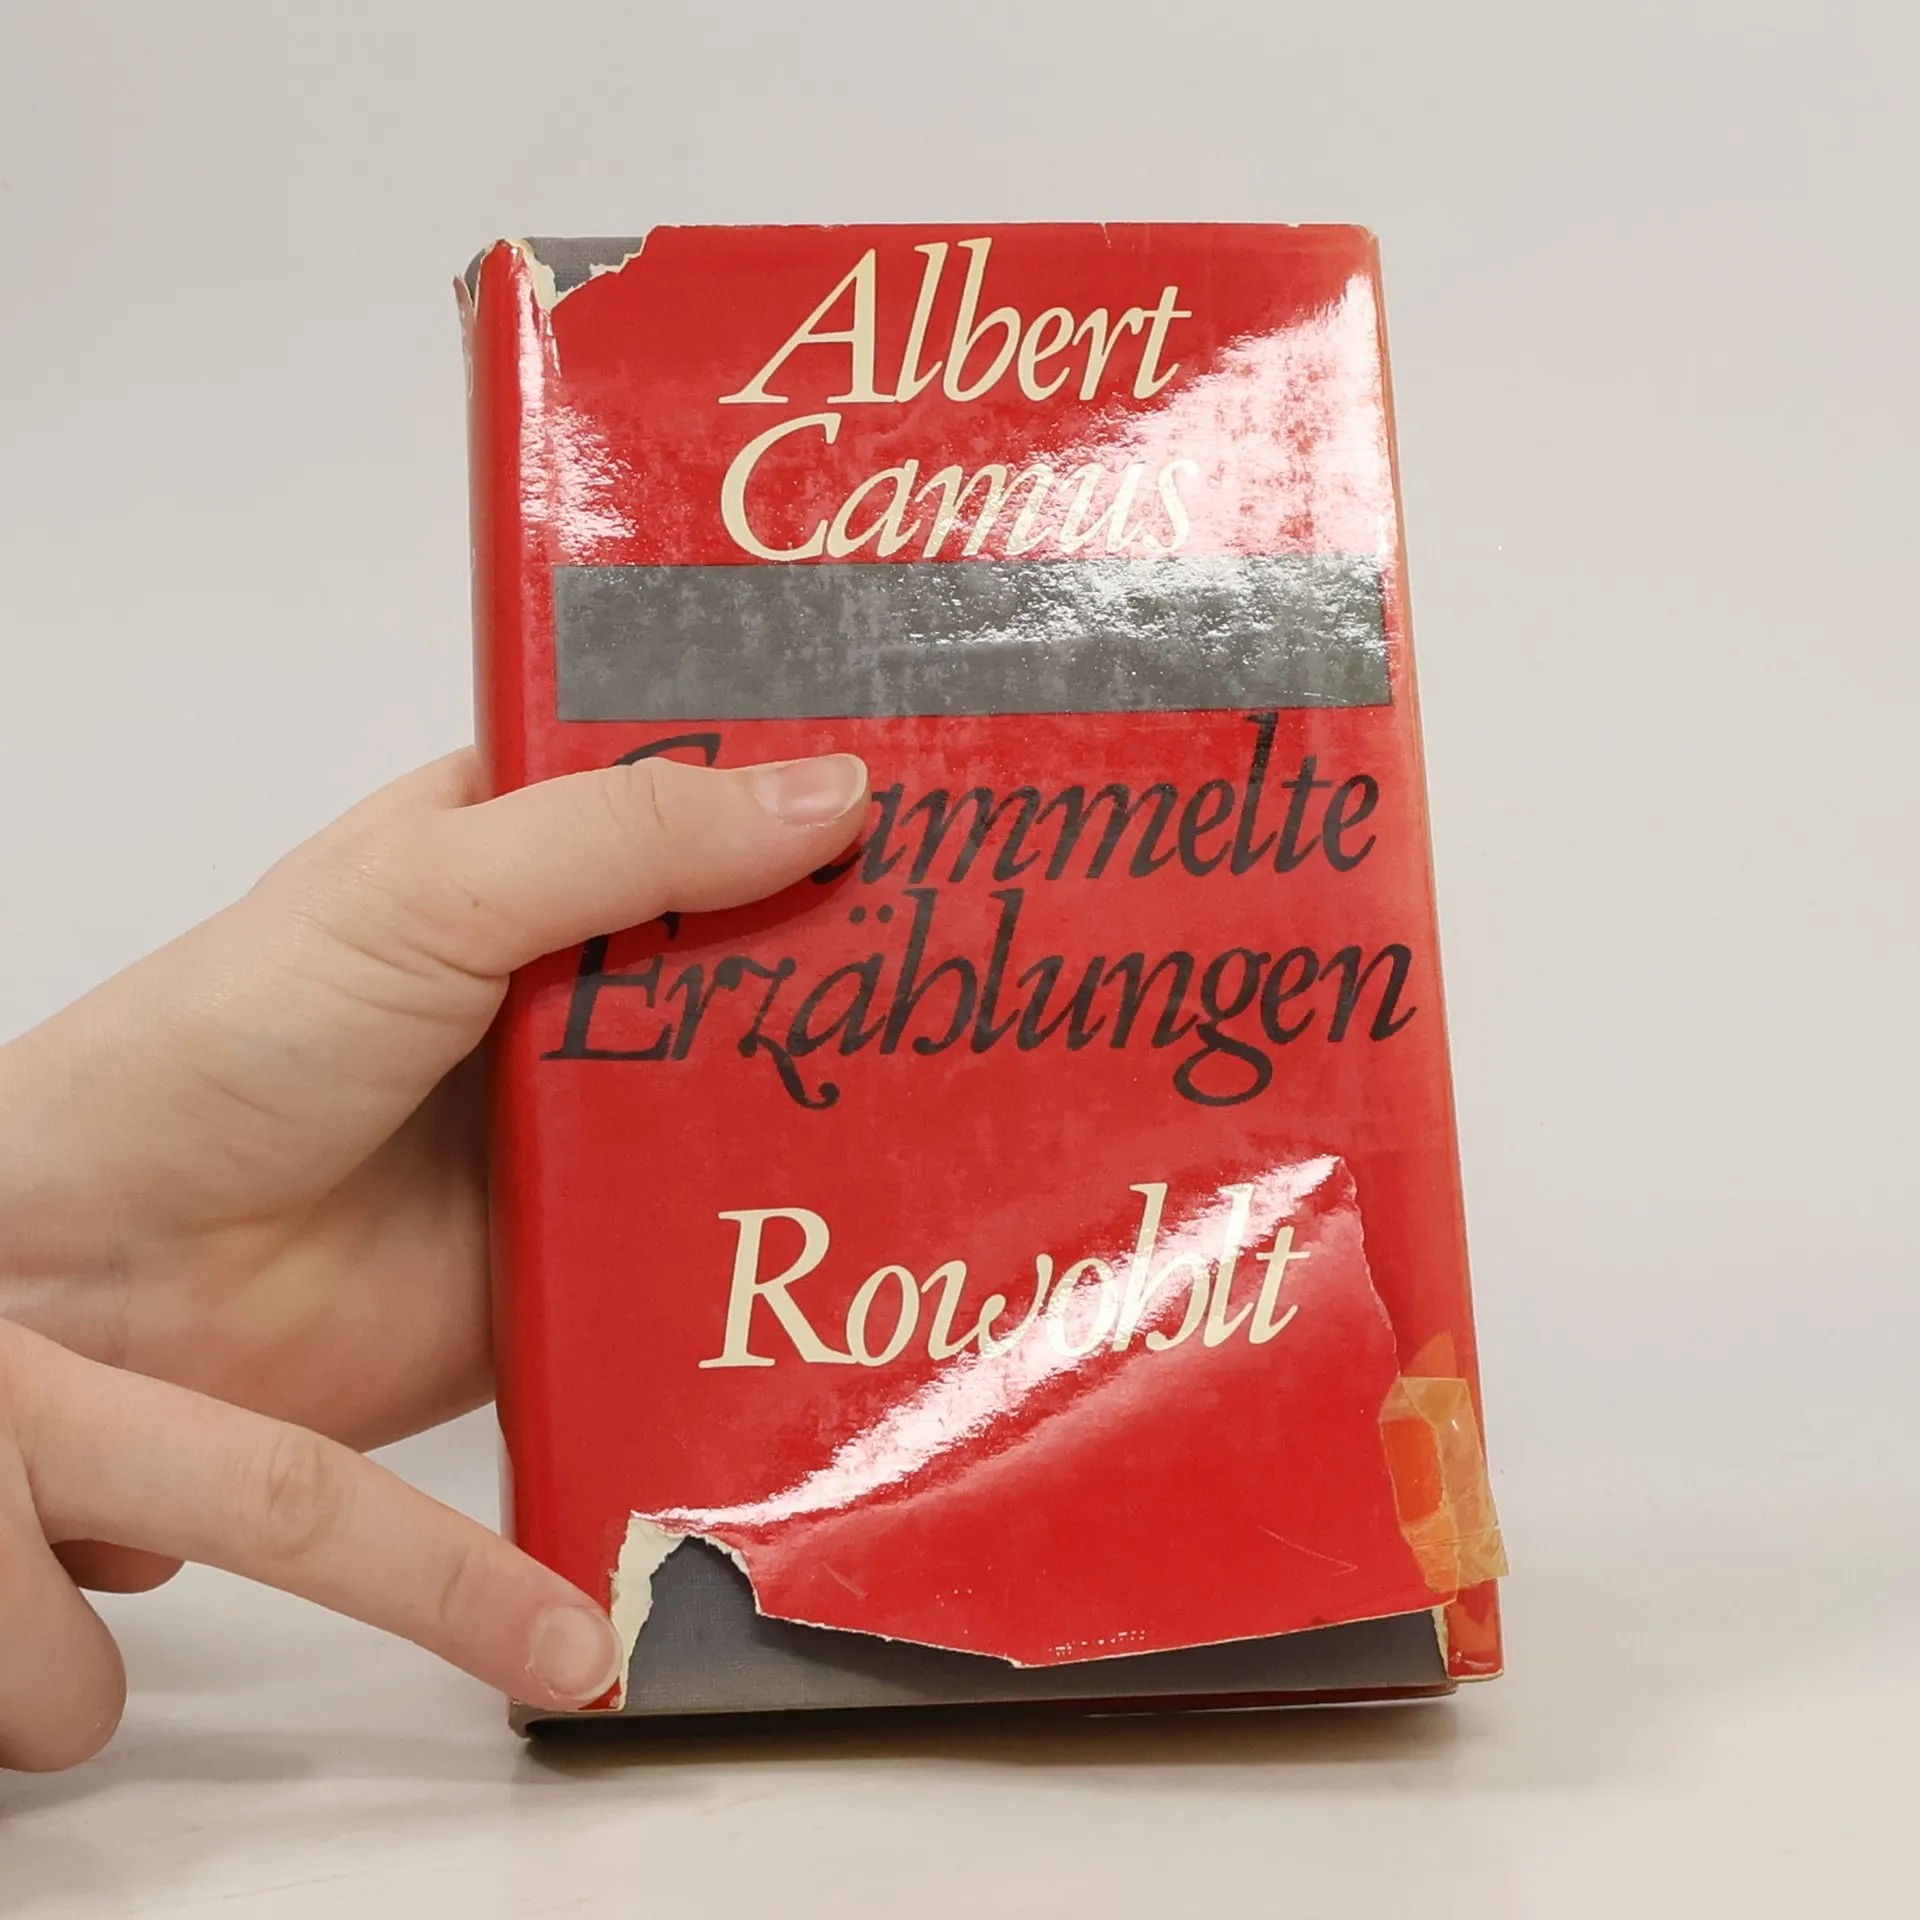 Albert
Camus
Erzählungen
Rowohlt